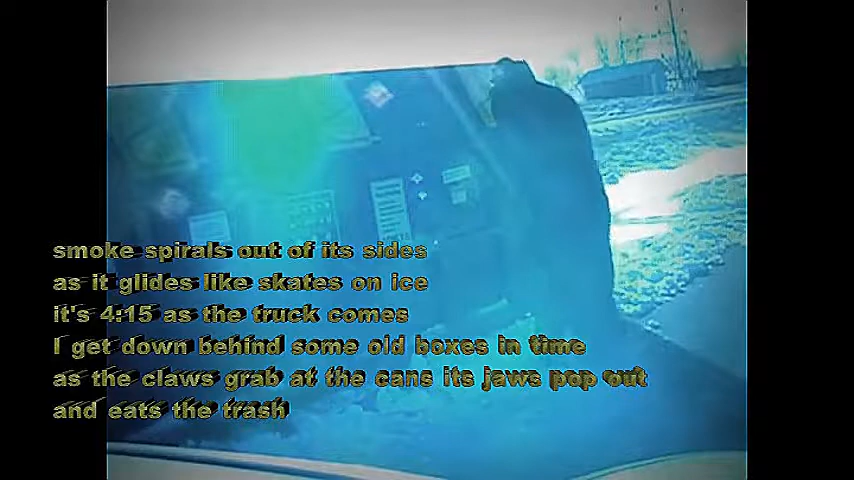 smoke spirals out of its sides
as it glides like skates on ice
it's 4:15 as the truck comes
I get down behind some old boxes in time
as the claws grab at the cans its jaws pop out
and eats the trash